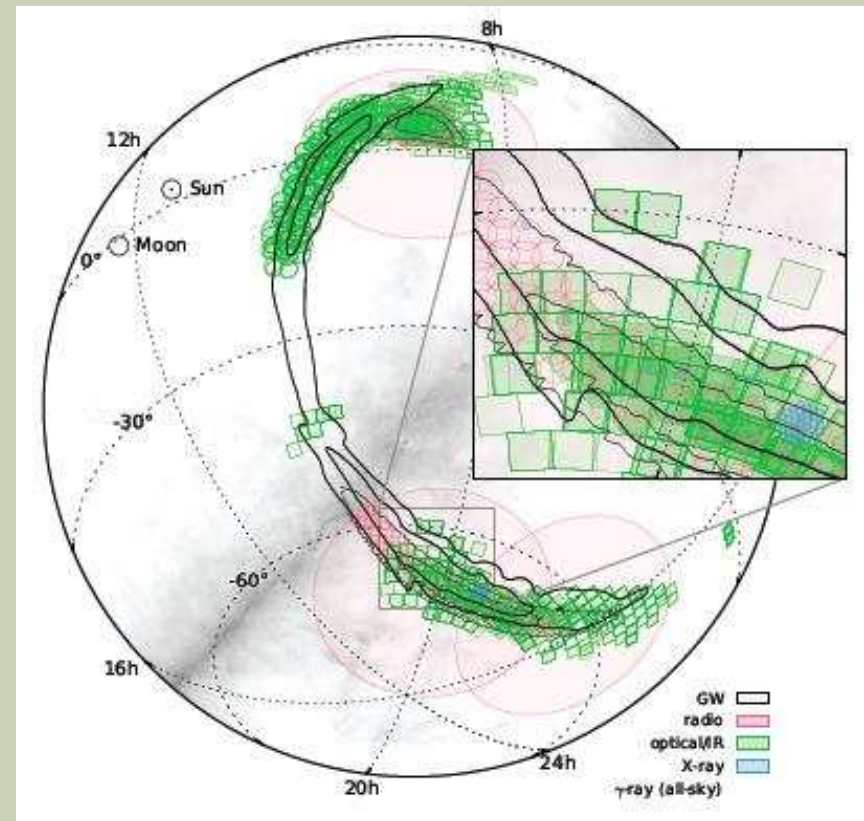 8h
12h
Sun
Moon
0°
-30°
-60°
16h
20h
24h
GW
radio
optical/IR
X-ray
γ-ray (all-sky)